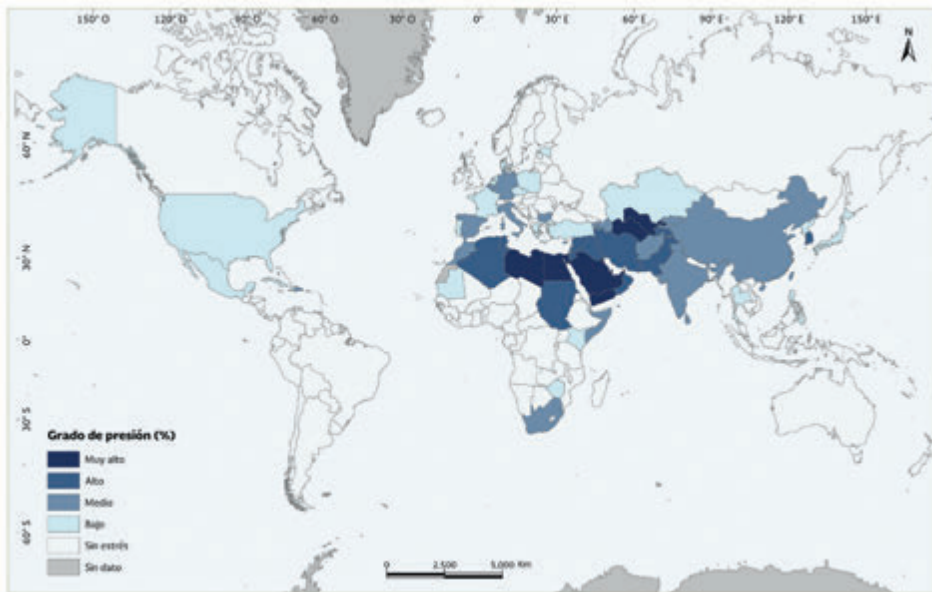 150° O 120° O 90° O 60° O 30° O 0° 30° E 60° E 90° E 120° E 150° E
N
60° N
30° N
0°
30° S
60° S
Grado de presión (%)
Muy alto
Alto
Medio
Bajo
Sin estrés
Sin dato
0 2,500 5,000 Km